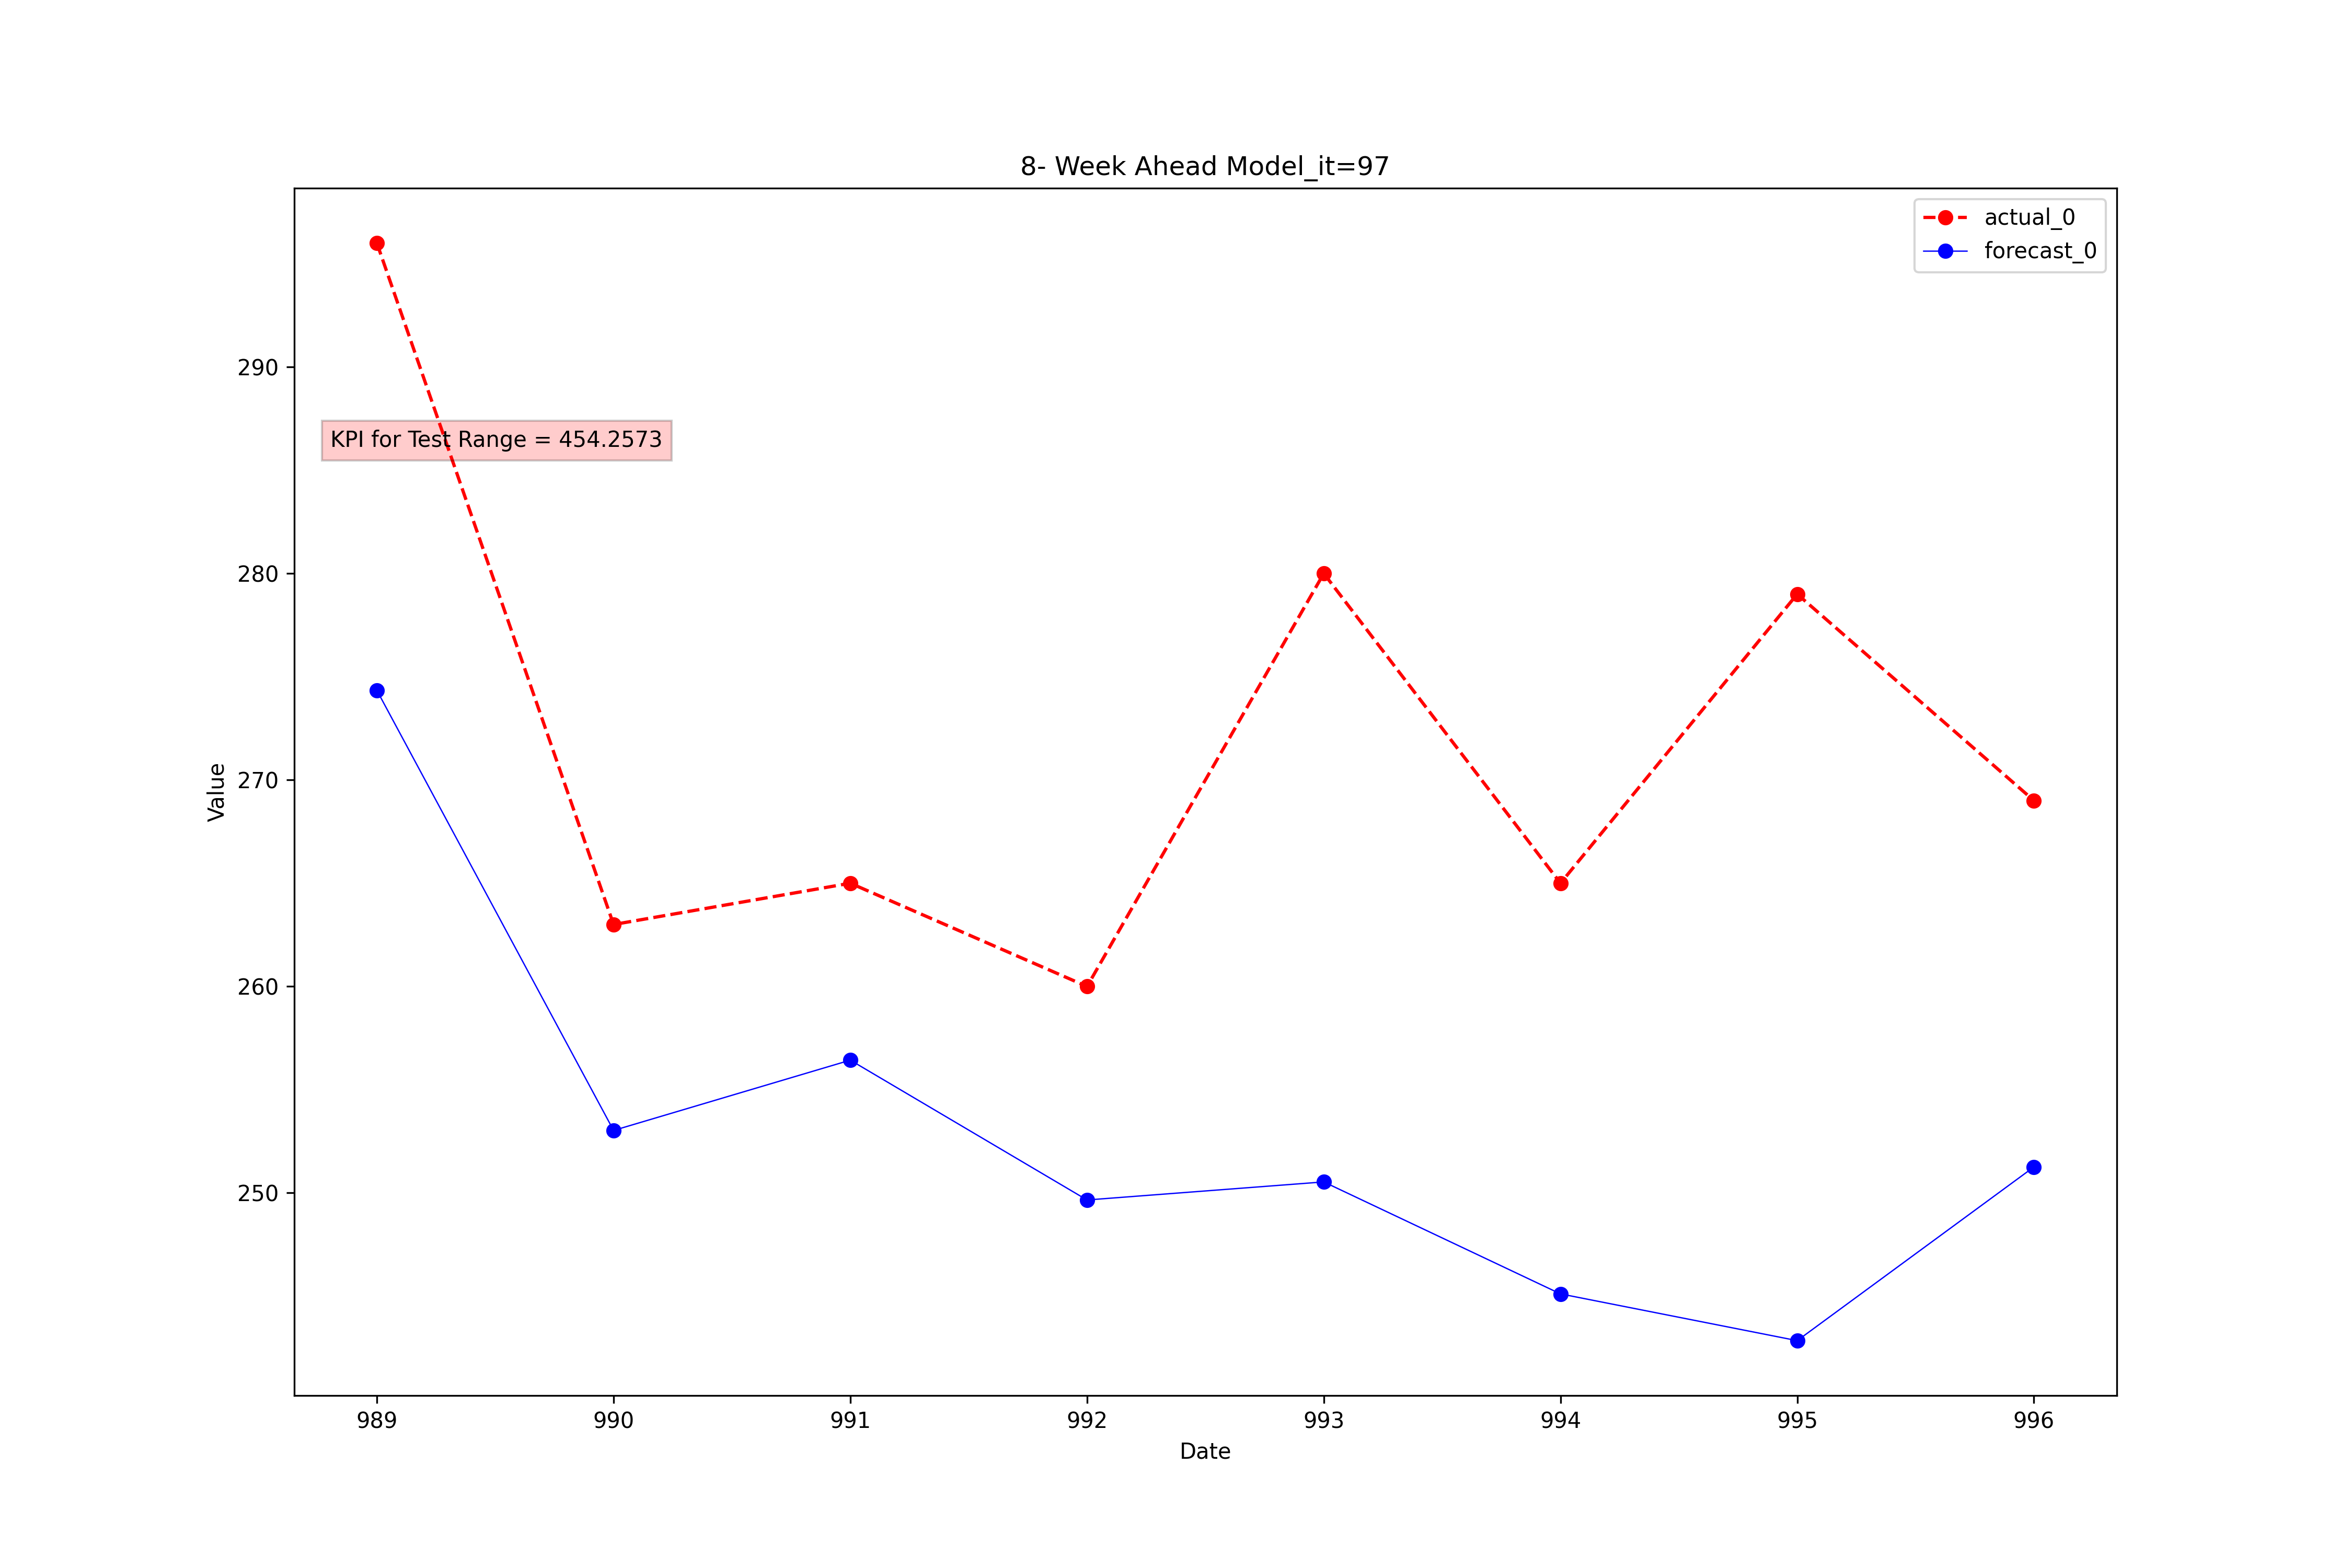 8- Week Ahead Model_it=97
actual_0
forecast_0
KPI for Test Range = 454.2573
290
280
270
260
250
Value
989 990 991 992 993 994 995 996
Date